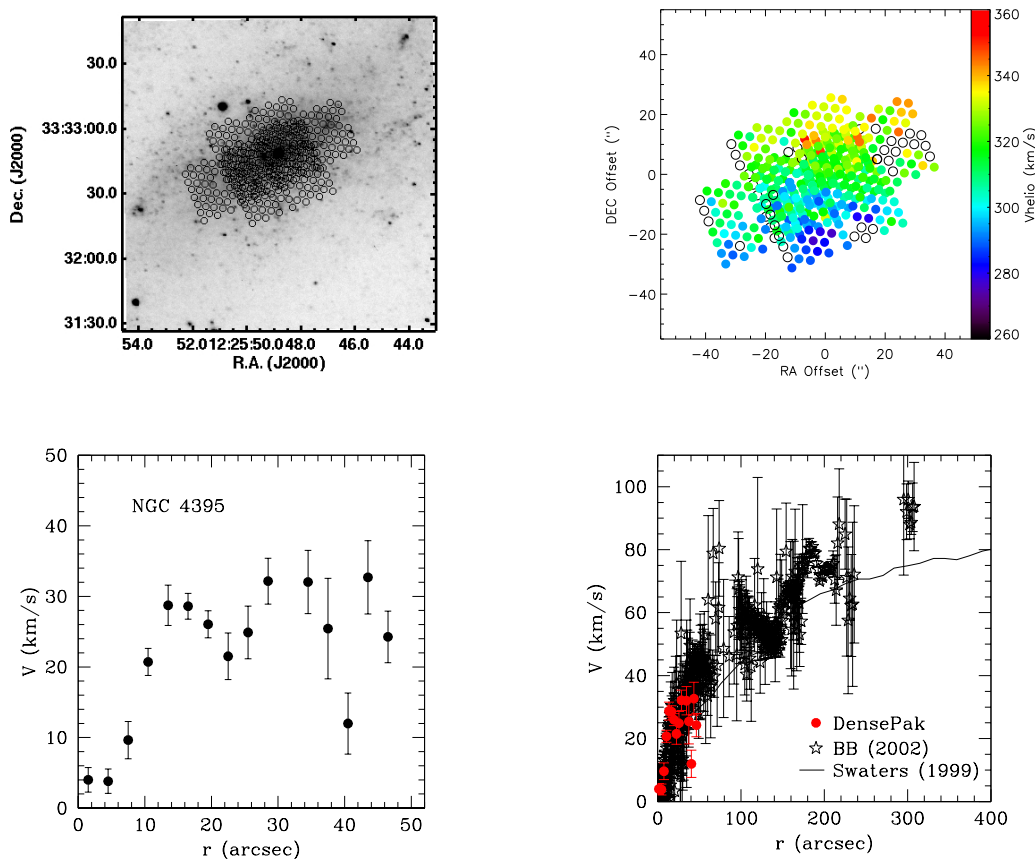 30.0
33:33:00.0
30.0
32:00.0
31:30.0
Dec. (J2000)
54.0 52.0 12:25:50.0 48.0 46.0 44.0
R.A. (J2000)
40
20
0
−20
−40
DEC Offset (")
−40 −20 0 20 40
RA Offset (")
360
340
320
300
280
260
Vhelio (km/s)
50
40
30
20
10
0
V (km/s)
NGC 4395
0 10 20 30 40 50
r (arcsec)
100
80
60
40
20
0
V (km/s)
DensePak
BB (2002)
Swaters (1999)
0 100 200 300 400
r (arcsec)